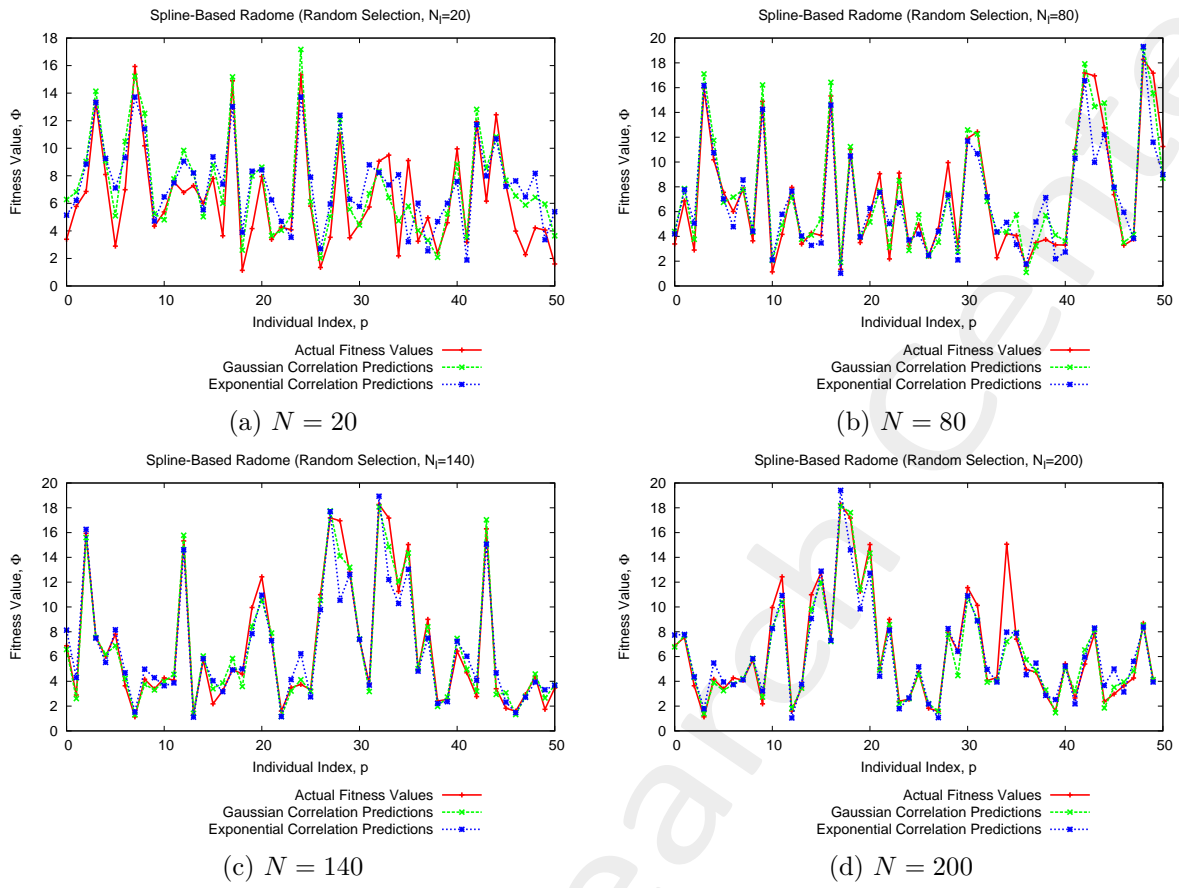 Spline-Based Radome (Random Selection, N_l=20)
Fitness Value, Φ
18
16
14
12
10
8
6
4
2
0
0 10 20 30 40 50
Individual Index, p
Actual Fitness Values
Gaussian Correlation Predictions
Exponential Correlation Predictions
(a) N = 20
Spline-Based Radome (Random Selection, N_l=80)
Fitness Value, Φ
20
18
16
14
12
10
8
6
4
2
0
0 10 20 30 40 50
Individual Index, p
Actual Fitness Values
Gaussian Correlation Predictions
Exponential Correlation Predictions
(b) N = 80
Spline-Based Radome (Random Selection, N_l=140)
Fitness Value, Φ
20
18
16
14
12
10
8
6
4
2
0
0 10 20 30 40 50
Individual Index, p
Actual Fitness Values
Gaussian Correlation Predictions
Exponential Correlation Predictions
(c) N = 140
Spline-Based Radome (Random Selection, N_l=200)
Fitness Value, Φ
20
18
16
14
12
10
8
6
4
2
0
0 10 20 30 40 50
Individual Index, p
Actual Fitness Values
Gaussian Correlation Predictions
Exponential Correlation Predictions
(d) N = 200